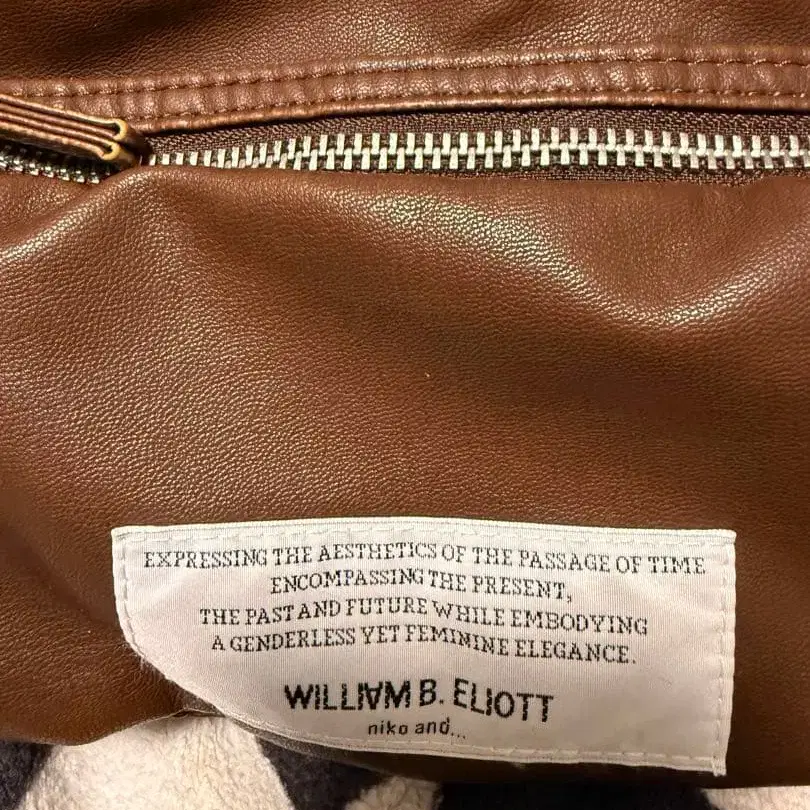 EXPRESSING THE AESTHETICS OF THE PASSAGE OF TIME
ENCOMPASSING THE PRESENT,
THE PAST AND FUTURE WHILE EMBODYING
A GENDERLESS YET FEMININE ELEGANCE.
WILLIⱯM B. ELIOTT
niko and...